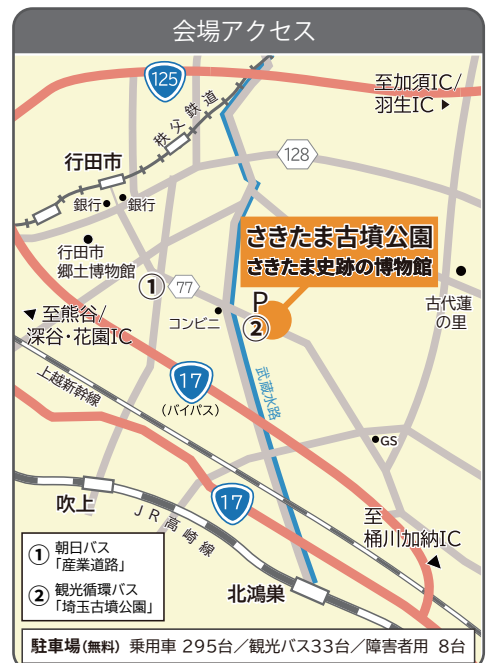 会場アクセス
125
至加須IC/
羽生IC▶
秩父鉄道
128
行田市
銀行
銀行
さきたま古墳公園
さきたま史跡の博物館
行田市
郷土博物館
① 77
P
②
コンビニ
古代蓮
の里
◀至熊谷/
深谷・花園IC
上越新幹線
17
(バイパス)
武蔵水路
GS
17
吹上
JR高崎線
至
桶川加納IC
北鴻巣
① 朝日バス
「産業道路」
② 観光循環バス
「埼玉古墳公園」
駐車場(無料) 乗用車 295台/観光バス33台/障害者用 8台